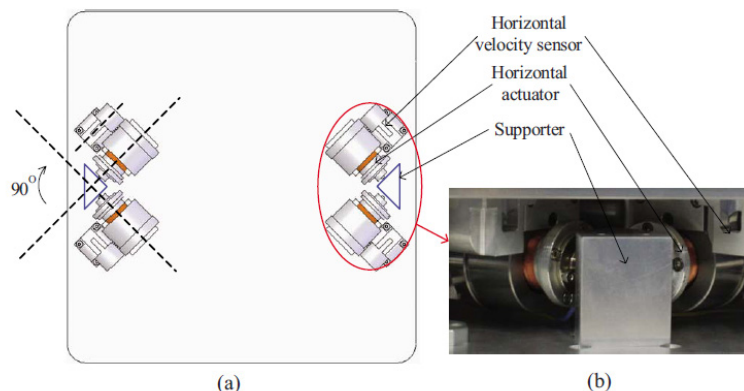 Horizontal
velocity sensor
Horizontal
actuator
Supporter
90°
(a)
(b)